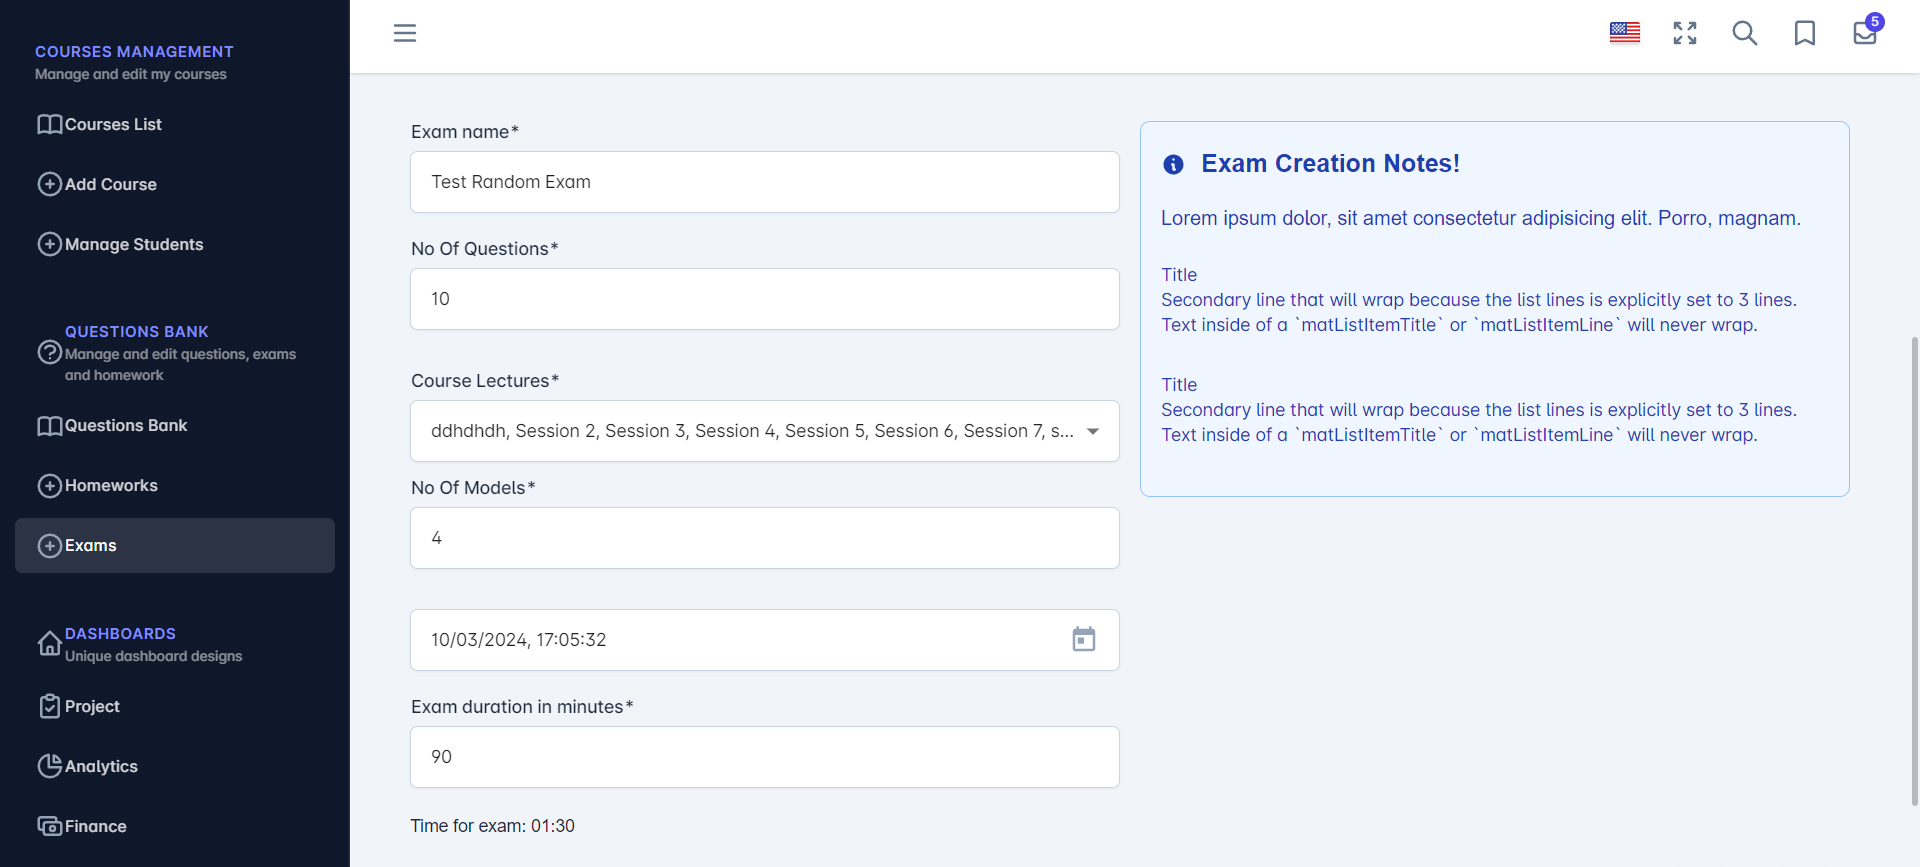 COURSES MANAGEMENT
Manage and edit my courses
Courses List
Add Course
Manage Students
QUESTIONS BANK
Manage and edit questions, exams
and homework
Questions Bank
Homeworks
Exams
DASHBOARDS
Unique dashboard designs
Project
Analytics
Finance
5
Exam name*
Test Random Exam
No Of Questions*
10
Course Lectures*
ddhdhdh, Session 2, Session 3, Session 4, Session 5, Session 6, Session 7, s...
No Of Models*
4
10/03/2024, 17:05:32
Exam duration in minutes*
90
Time for exam: 01:30
Exam Creation Notes!
Lorem ipsum dolor, sit amet consectetur adipisicing elit. Porro, magnam.
Title
Secondary line that will wrap because the list lines is explicitly set to 3 lines.
Text inside of a `matListItemTitle` or `matListItemLine` will never wrap.
Title
Secondary line that will wrap because the list lines is explicitly set to 3 lines.
Text inside of a `matListItemTitle` or `matListItemLine` will never wrap.